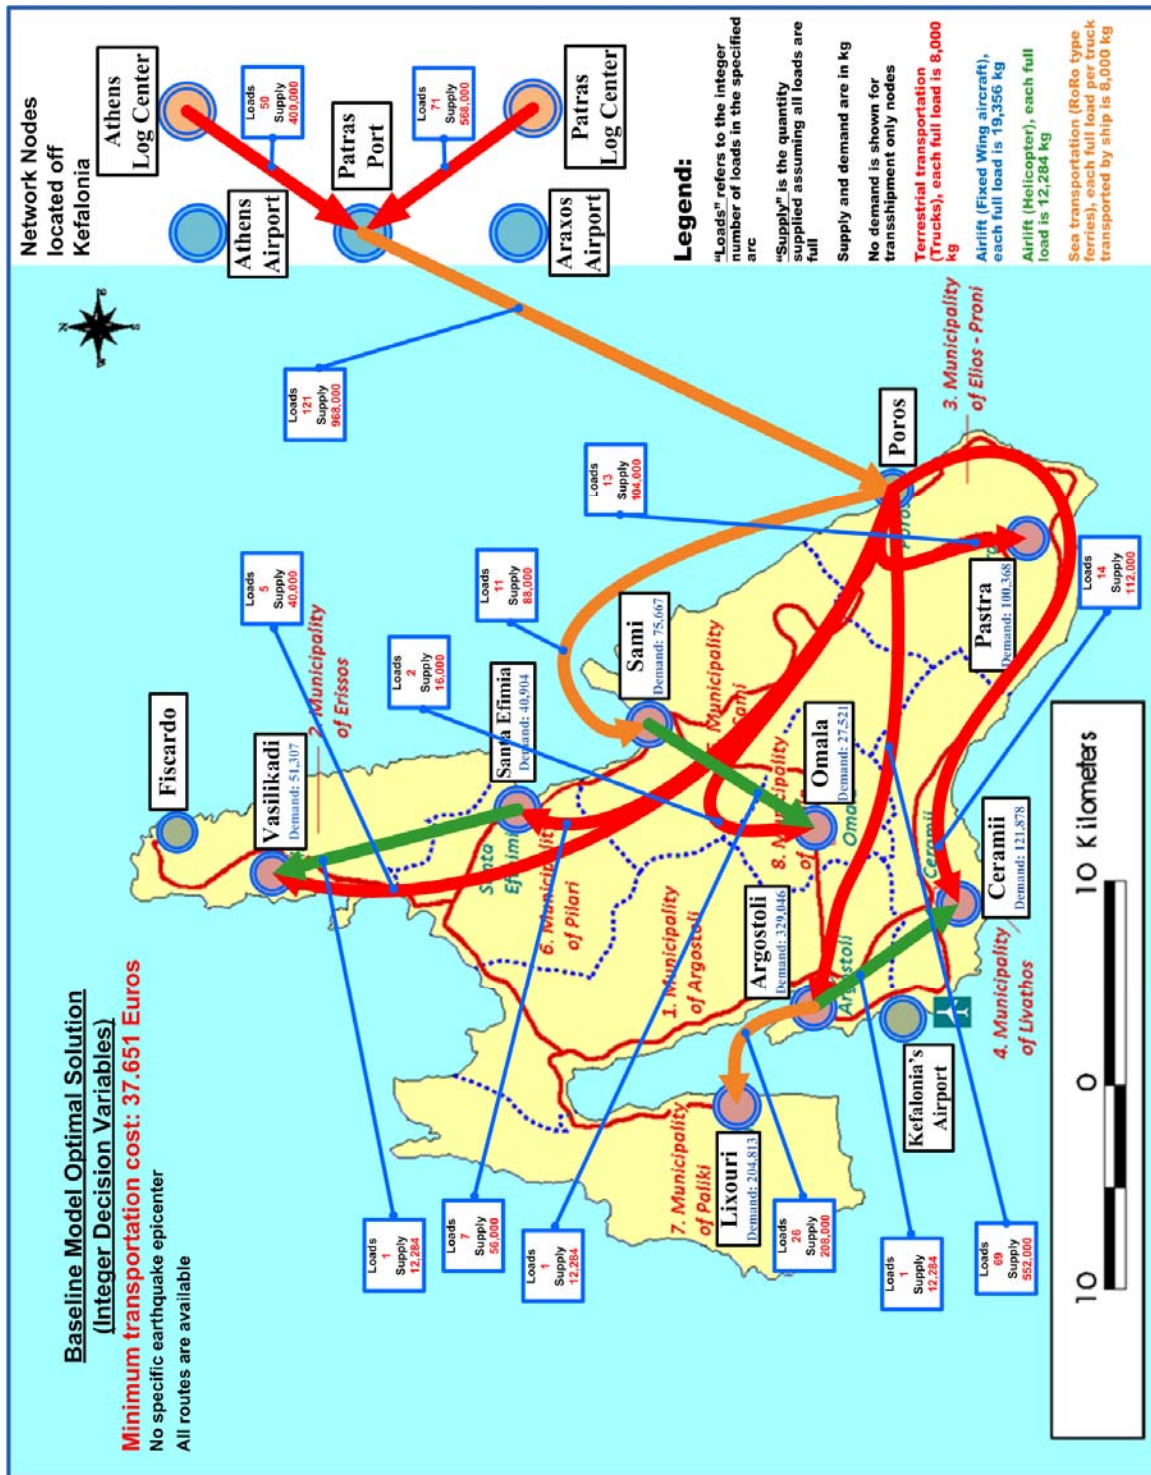 Baseline Model Optimal Solution
(Integer Decision Variables)
Minimum transportation cost: 37.651 Euros
No specific earthquake epicenter
All routes are available
Network Nodes
located off
Kefalonia
Athens
Log Center
Loads
50
Supply
400,000
Athens
Airport
Patras
Port
Loads
71
Supply
568,000
Patras
Log Center
Araxos
Airport
Legend:
"Loads" refers to the integer
number of loads in the specified
arc
"Supply" is the quantity
supplied assuming all loads are
full
Supply and demand are in kg
No demand is shown for
transshipment only nodes
Terrestrial transportation
(Trucks), each full load is 8,000
kg
Airlift (Fixed Wing aircraft),
each full load is 19,356 kg
Airlift (Helicopter), each full
load is 12,284 kg
Sea transportation (RoRo type
ferries), each full load per truck
transported by ship is 8,000 kg
N
S
Loads
121
Supply
968,000
Loads
5
Supply
40,000
Loads
13
Supply
104,000
Loads
11
Supply
88,000
Loads
2
Supply
16,000
Loads
14
Supply
112,000
Loads
1
Supply
12,284
Loads
7
Supply
56,000
Loads
1
Supply
12,284
Loads
26
Supply
208,000
Loads
1
Supply
12,284
Loads
69
Supply
552,000
Fiscardo
Vasilikadi
Demand: 51,307
2. Municipality
of Erissos
Santa Efimia
Demand: 40,904
Santa
6. Municipality
of Pilari
Sami
Demand: 75,667
Municipality
Sami
Poros
3. Municipality
of Elios - Proni
Pastra
Demand: 100,368
Omala
Demand: 27,521
8. Municipality
of
Argostoli
Demand: 329,046
Argostoli
1. Municipality
of Argostoli
Ceramii
Demand: 121,878
Ceramii
4. Municipality
of Livathos
Kefalonia's
Airport
Lixouri
Demand: 204,813
7. Municipality
of Paliki
10 0 10 Kilometers